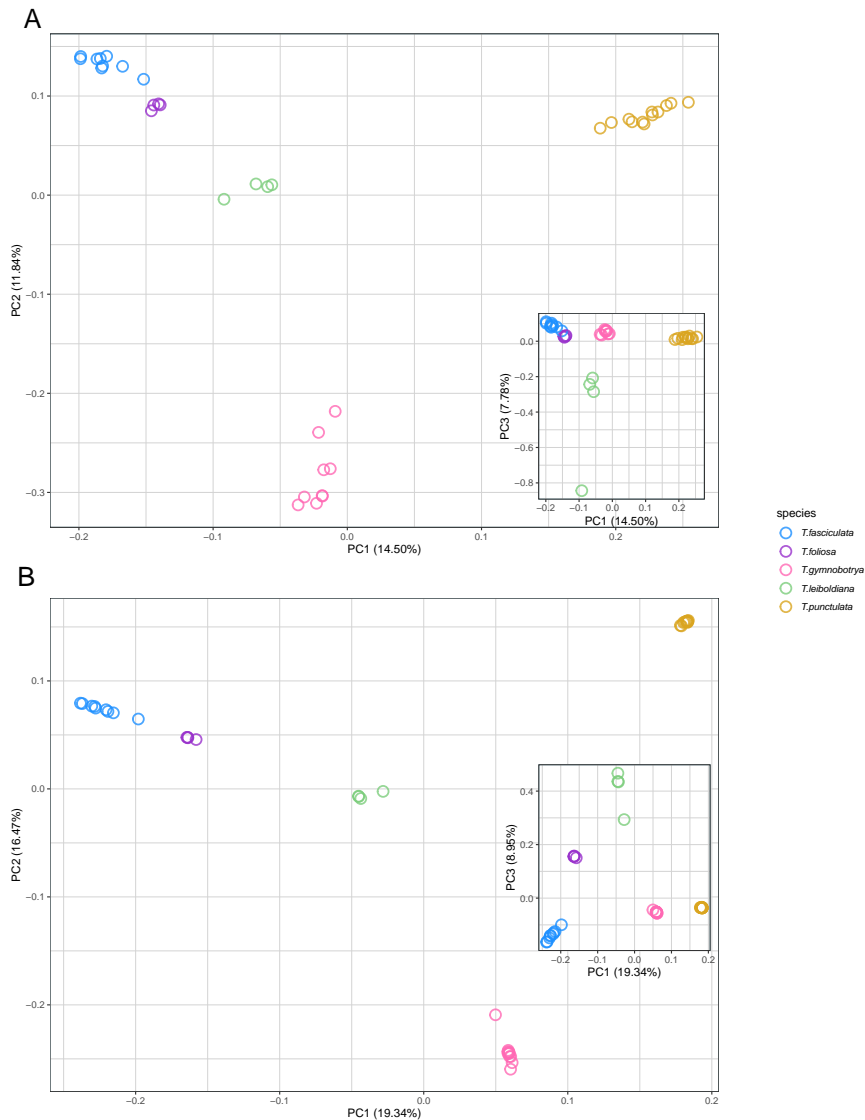 A
0.1
0.0
−0.1
−0.2
−0.3
PC2 (11.84%)
−0.2
−0.1
0.0
0.1
0.2
PC1 (14.50%)
0.0
−0.2
−0.4
−0.6
−0.8
PC3 (7.78%)
−0.2
−0.1
0.0
0.1
0.2
PC1 (14.50%)
species
T.fasciculata
T.foliosa
T.gymnobotrya
T.leiboldiana
T.punctulata
B
0.1
0.0
−0.1
−0.2
PC2 (16.47%)
−0.2
−0.1
0.0
0.1
0.2
PC1 (19.34%)
0.4
0.2
0.0
PC3 (8.95%)
−0.2
−0.1
0.0
0.1
0.2
PC1 (19.34%)